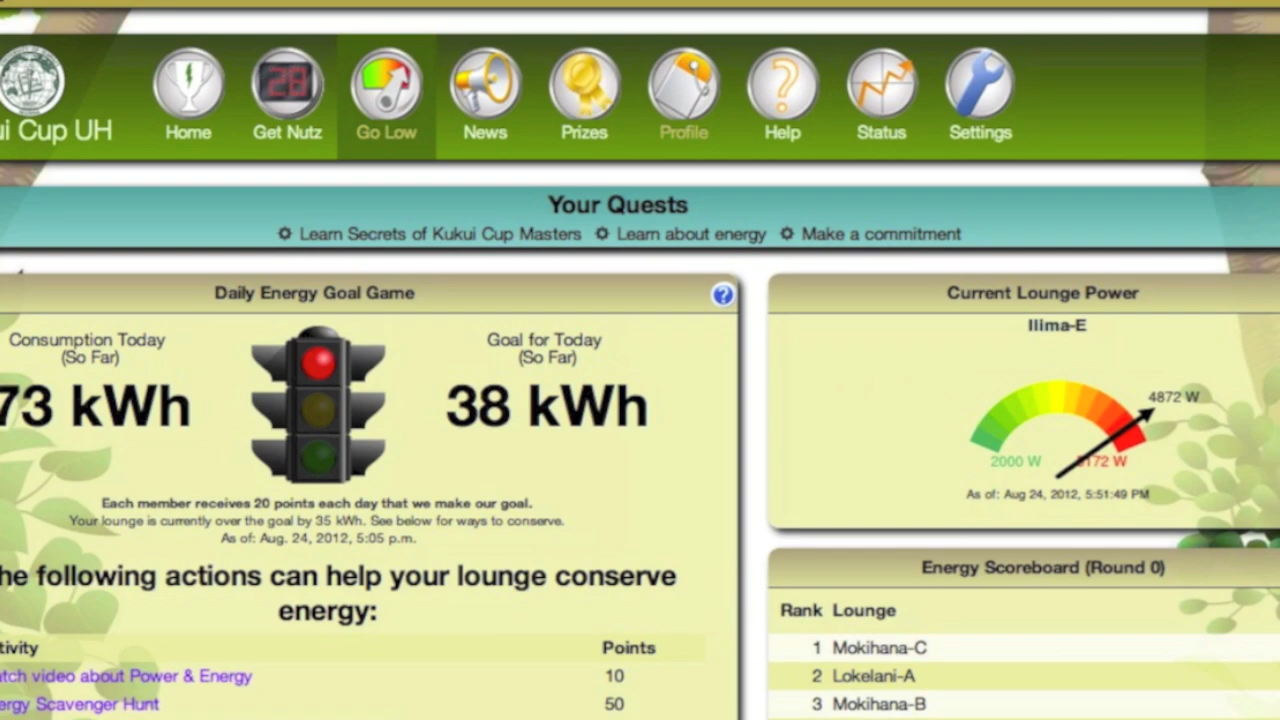 ui Cup UH
28
Home
Get Nutz
Go Low
News
Prizes
Profile
Help
Status
Settings
Your Quests
Learn Secrets of Kukui Cup Masters Learn about energy Make a commitment
Daily Energy Goal Game
?
Consumption Today
(So Far)
73 kWh
Goal for Today
(So Far)
38 kWh
Each member receives 20 points each day that we make our goal.
Your lounge is currently over the goal by 35 kWh. See below for ways to conserve.
As of: Aug. 24, 2012, 5:05 p.m.
he following actions can help your lounge conserve
energy:
tivity Points
atch video about Power & Energy 10
ergy Scavenger Hunt 50
Current Lounge Power
Ilima-E
4872 W
2000 W
172 W
As of: Aug 24, 2012, 5:51:49 PM
Energy Scoreboard (Round 0)
Rank Lounge
1 Mokihana-C
2 Lokelani-A
3 Mokihana-B